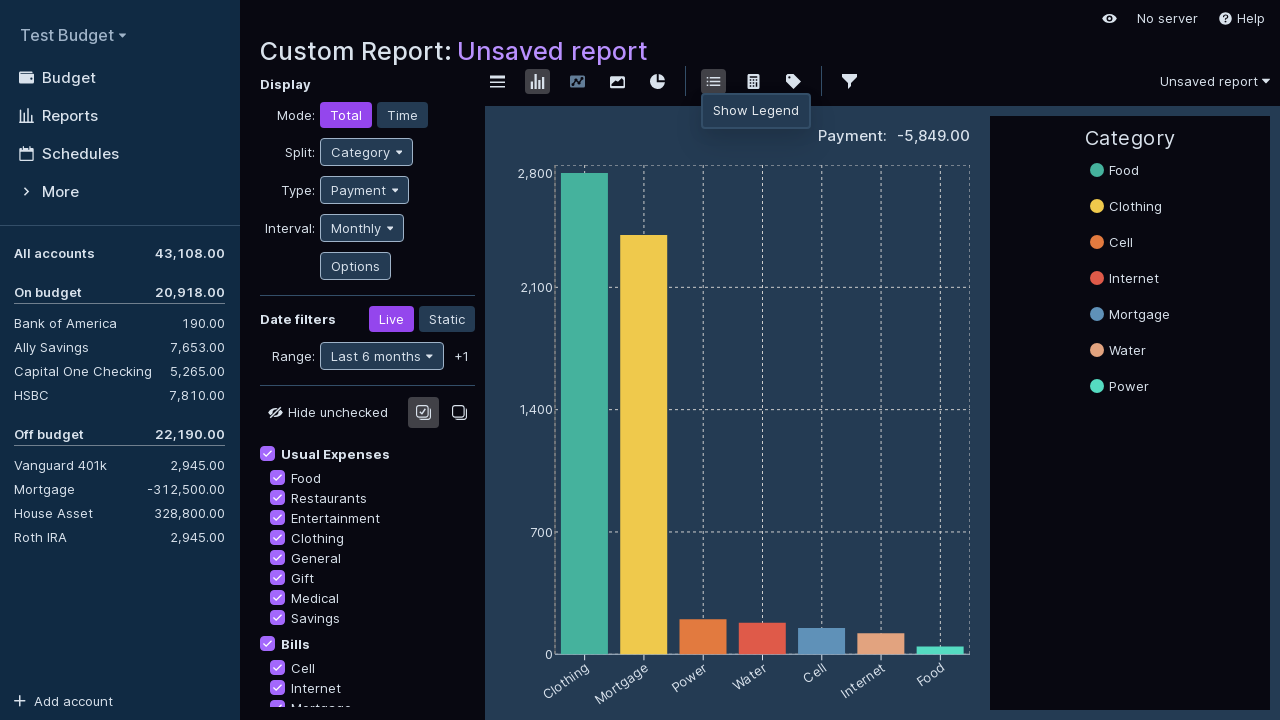 Test Budget
Budget
Reports
Schedules
More
All accounts 43,108.00
On budget 20,918.00
Bank of America 190.00
Ally Savings 7,653.00
Capital One Checking 5,265.00
HSBC 7,810.00
Off budget 22,190.00
Vanguard 401k 2,945.00
Mortgage -312,500.00
House Asset 328,800.00
Roth IRA 2,945.00
Add account
No server
Help
Custom Report: Unsaved report
Display
Mode: Total Time
Split: Category
Type: Payment
Interval: Monthly
Options
Date filters Live Static
Range: Last 6 months +1
Hide unchecked
Usual Expenses
Food
Restaurants
Entertainment
Clothing
General
Gift
Medical
Savings
Bills
Cell
Internet
Mortgage
Unsaved report
Show Legend
Payment: -5,849.00
2,800
2,100
1,400
700
0
Clothing
Mortgage
Power
Water
Cell
Internet
Food
Category
Food
Clothing
Cell
Internet
Mortgage
Water
Power